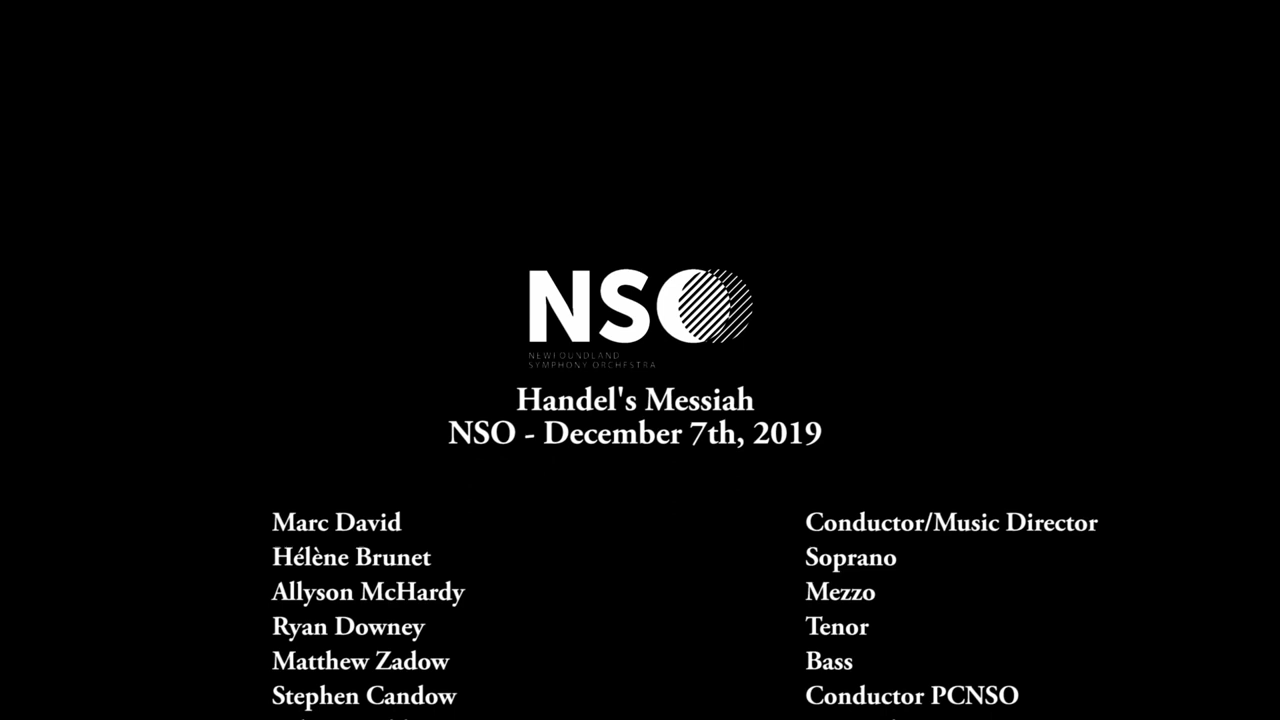 NSO
NEWFOUNDLAND
SYMPHONY ORCHESTRA
Handel's Messiah
NSO - December 7th, 2019
Marc David Conductor/Music Director
Hélène Brunet Soprano
Allyson McHardy Mezzo
Ryan Downey Tenor
Matthew Zadow Bass
Stephen Candow Conductor PCNSO